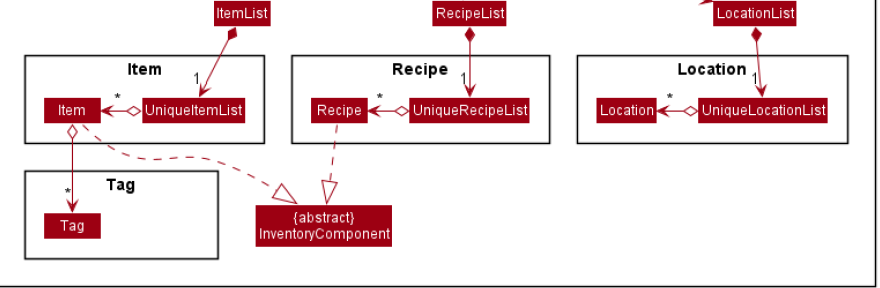 ItemList
RecipeList
LocationList
Item
Recipe
Location
1
1
1
*
*
*
Item
UniqueItemList
Recipe
UniqueRecipeList
Location
UniqueLocationList
Tag
*
Tag
{abstract}
InventoryComponent